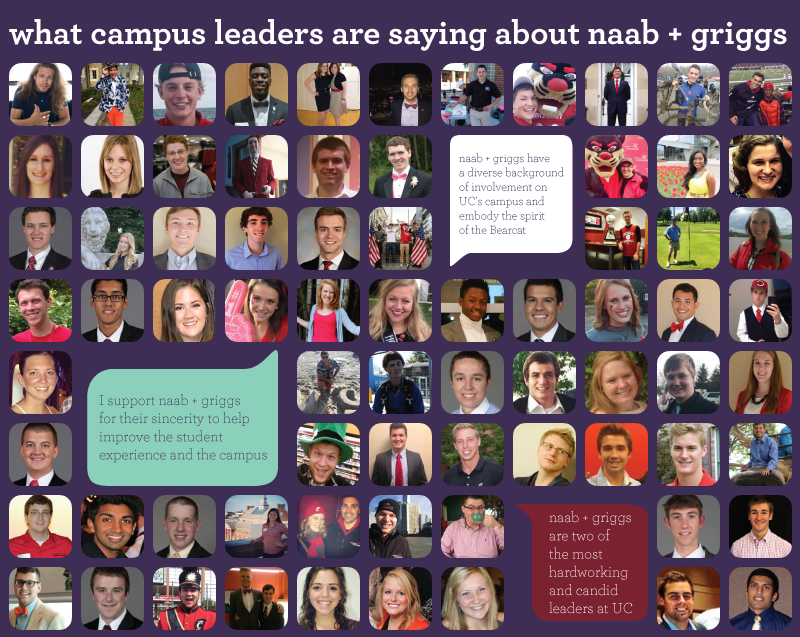 what campus leaders are saying about naab + griggs
naab + griggs have
a diverse background
of involvement on
UC's campus and
embody the spirit
of the Bearcat
I support naab + griggs
for their sincerity to help
improve the student
experience and the campus
naab + griggs
are two of
the most
hardworking
and candid
leaders at UC